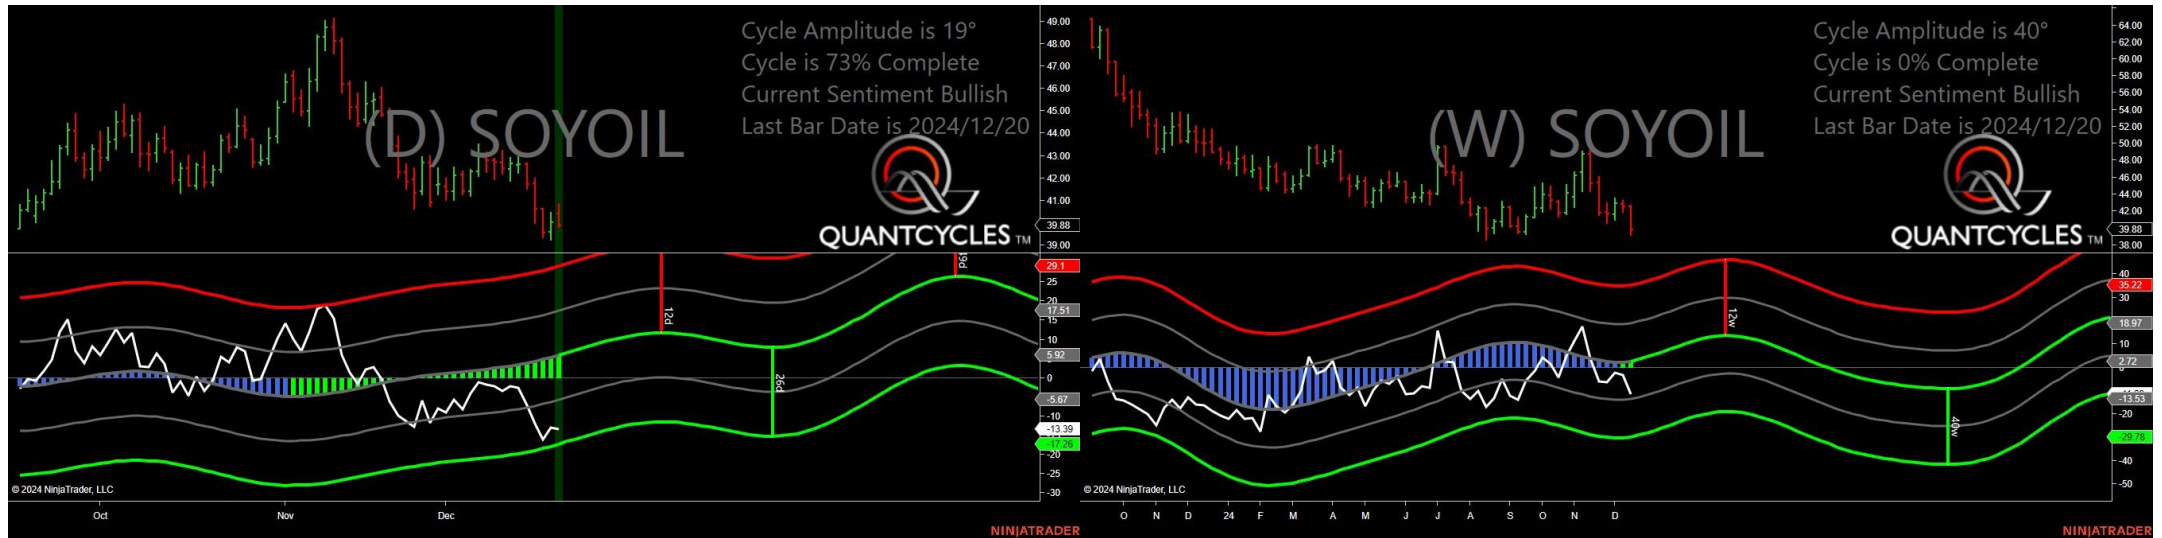 Cycle Amplitude is 19°
Cycle is 73% Complete
Current Sentiment Bullish
Last Bar Date is 2024/12/20
(D) SOYOIL
QUANTCYCLES TM
49.00
48.00
47.00
46.00
45.00
44.00
43.00
42.00
41.00
39.88
39.00
29.1
25
20
17.51
15
10
5.92
0
-5.67
-10
-13.39
-17.26
-20
-25
-30
12d
26d
© 2024 NinjaTrader, LLC
Oct Nov Dec
NINJATRADER
Cycle Amplitude is 40°
Cycle is 0% Complete
Current Sentiment Bullish
Last Bar Date is 2024/12/20
(W) SOYOIL
QUANTCYCLES TM
64.00
62.00
60.00
58.00
56.00
54.00
52.00
50.00
48.00
46.00
44.00
42.00
39.88
38.00
40
35.22
30
18.97
10
2.72
-13.53
-20
-29.78
-40
-50
12w
40w
© 2024 NinjaTrader, LLC
O N D 24 F M A M J J A S O N D
NINJATRADER